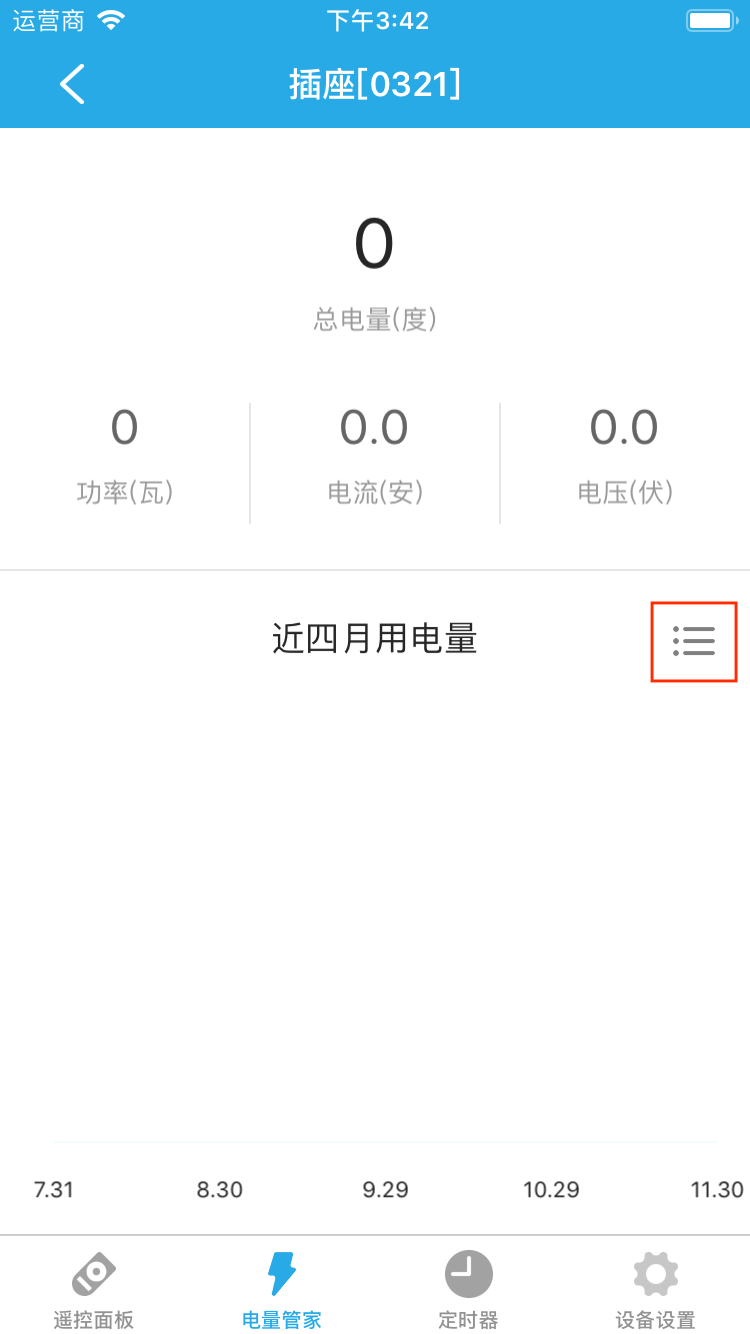 运营商 下午3:42
插座[0321]
0
总电量(度)
0 0.0 0.0
功率(瓦) 电流(安) 电压(伏)
近四月用电量
7.31 8.30 9.29 10.29 11.30
遥控面板 电量管家 定时器 设备设置